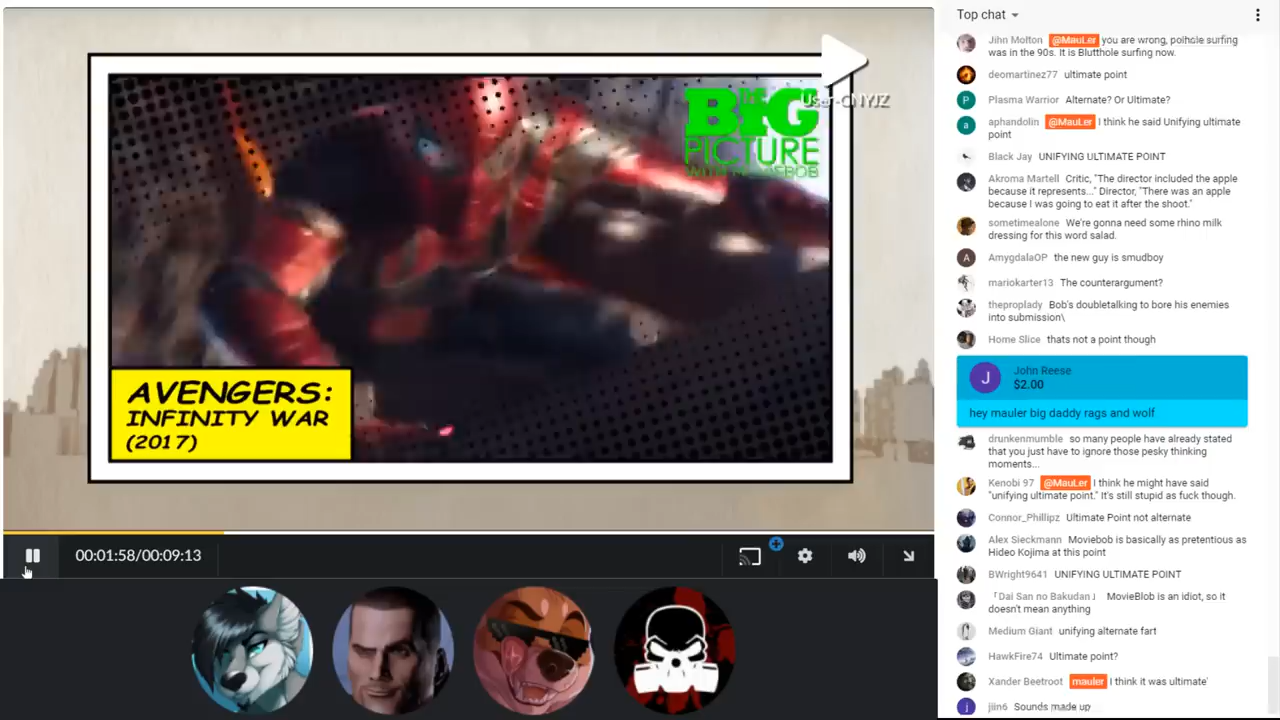 BIG
PICTURE
WITH MOVIEBOB
AVENGERS:
INFINITY WAR
(2017)
00:01:58/00:09:13
Top chat
Jihn Molton @MauLer you are wrong, polhole surfing
was in the 90s. It is Blutthole surfing now.
deomartinez77 ultimate point
P Plasma Warrior Alternate? Or Ultimate?
a aphandolin @MauLer I think he said Unifying ultimate
point
Black Jay UNIFYING ULTIMATE POINT
Akroma Martell Critic, "The director included the apple
because it represents..." Director, "There was an apple
because I was going to eat it after the shoot."
sometimealone We're gonna need some rhino milk
dressing for this word salad.
A AmygdalaOP the new guy is smudboy
mariokarter13 The counterargument?
theproplady Bob's doubletalking to bore his enemies
into submission\
Home Slice thats not a point though
J John Reese
$2.00
hey mauler big daddy rags and wolf
drunkenmumble so many people have already stated
that you just have to ignore those pesky thinking
moments...
Kenobi 97 @MauLer I think he might have said
"unifying ultimate point." It's still stupid as fuck though.
Connor_Phillipz Ultimate Point not alternate
Alex Sieckmann Moviebob is basically as pretentious as
Hideo Kojima at this point
BWright9641 UNIFYING ULTIMATE POINT
「Dai San no Bakudan」 MovieBlob is an idiot, so it
doesn't mean anything
Medium Giant unifying alternate fart
HawkFire74 Ultimate point?
Xander Beetroot mauler I think it was ultimate'
j jiin6 Sounds made up